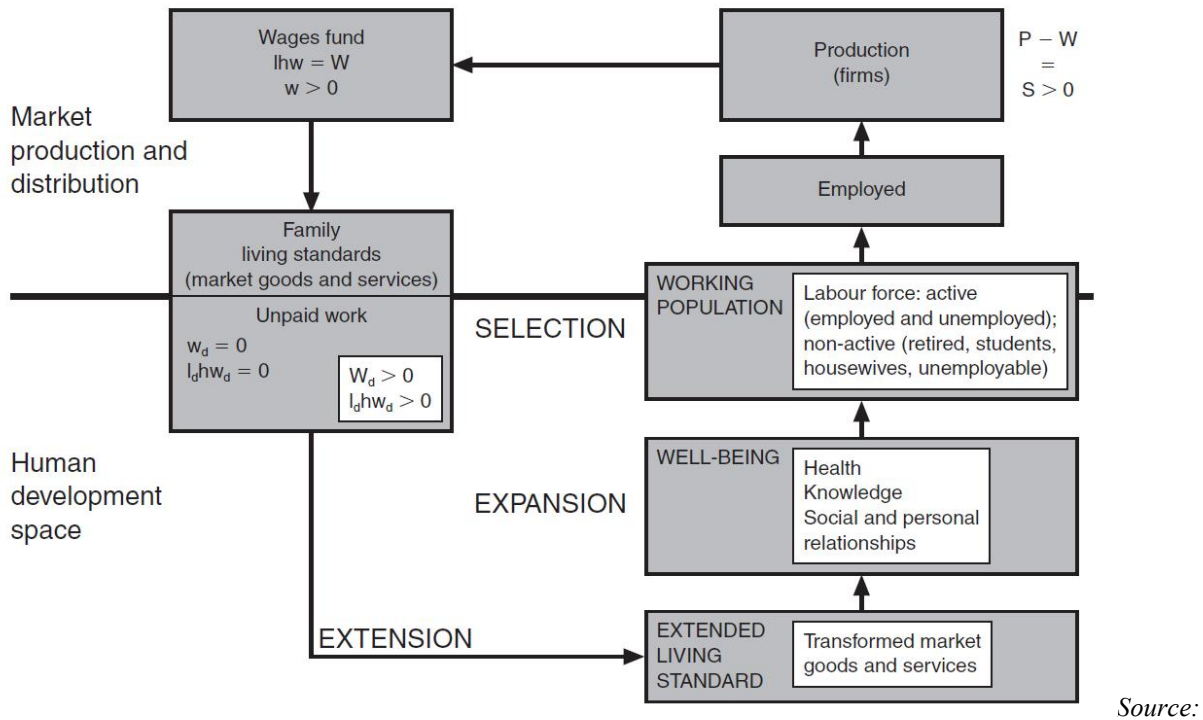 Wages fund
lhw = W
w > 0
Production
(firms)
P − W
=
S > 0
Market
production and
distribution
Employed
Family
living standards
(market goods and services)
Unpaid work
w_d = 0
l_dhw_d = 0
W_d > 0
l_dhw_d > 0
SELECTION
WORKING
POPULATION
Labour force: active
(employed and unemployed);
non-active (retired, students,
housewives, unemployable)
Human
development
space
EXPANSION
WELL-BEING
Health
Knowledge
Social and personal
relationships
EXTENSION
EXTENDED
LIVING
STANDARD
Transformed market
goods and services
Source: